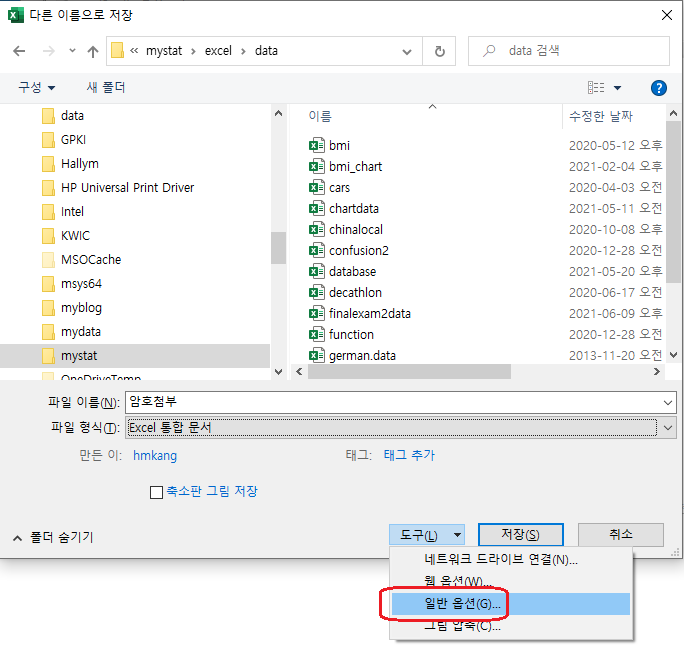 다른 이름으로 저장
« mystat › excel › data
data 검색
구성
새 폴더
data
GPKI
Hallym
HP Universal Print Driver
Intel
KWIC
MSOCache
msys64
myblog
mydata
mystat
OneDriveTemp
이름 수정한 날짜
bmi 2020-05-12 오후
bmi_chart 2021-02-04 오후
cars 2020-04-03 오전
chartdata 2021-05-11 오전
chinalocal 2020-10-08 오후
confusion2 2020-12-28 오전
database 2021-05-20 오후
decathlon 2020-06-17 오전
finalexam2data 2021-06-09 오후
function 2020-12-28 오전
german.data 2013-11-20 오전
파일 이름(N): 암호첨부
파일 형식(T): Excel 통합 문서
만든 이: hmkang
태그: 태그 추가
축소판 그림 저장
폴더 숨기기
도구(L)
저장(S)
취소
네트워크 드라이브 연결(N)...
웹 옵션(W)...
일반 옵션(G)...
그림 압축(C)...